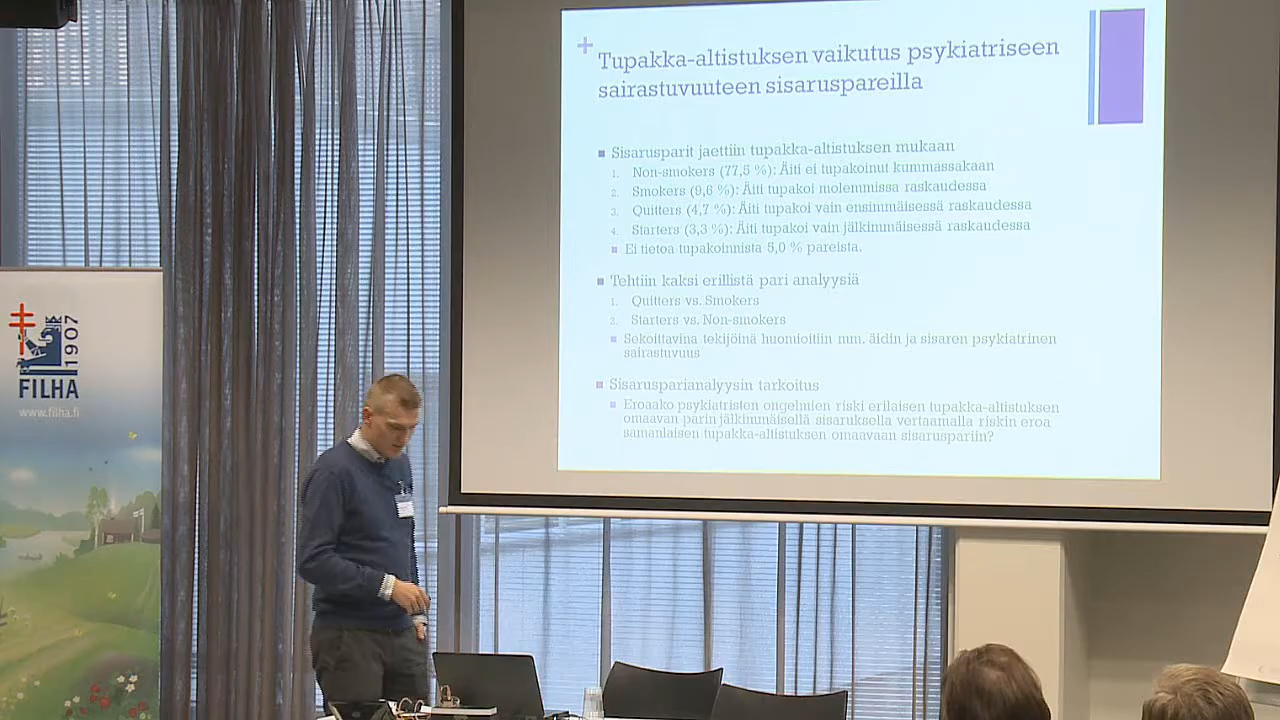 + Tupakka-altistuksen vaikutus psykiatriseen
sairastuvuuteen sisaruspareilla
Sisarusparit jaettiin tupakka-altistuksen mukaan
1. Non-smokers (77,5 %): Äiti ei tupakoinut kummassakaan
2. Smokers (9,6 %): Äiti tupakoi molemmissa raskaudessa
3. Quitters (4,7 %): Äiti tupakoi vain ensimmäisessä raskaudessa
4. Starters (3,3 %): Äiti tupakoi vain jälkimmäisessä raskaudessa
Ei tietoa tupakoinnista 5,0 % pareista.
Tehtiin kaksi erillistä pari analyysiä
1. Quitters vs. Smokers
2. Starters vs. Non-smokers
Sekoittavina tekijöinä huomioitiin mm. äidin ja sisaren psykiatrinen
sairastuvuus
Sisarusparianalyysin tarkoitus
Eroaako psykiatristen ongelmien riski erilaisen tupakka-altistuksen
omaavan parin jälkimmäisellä sisaruksella vertaamalla riskin eroa
samanlaisen tupakka-altistuksen omaavaan sisaruspariin?
1907
FILHA
www.filha.fi